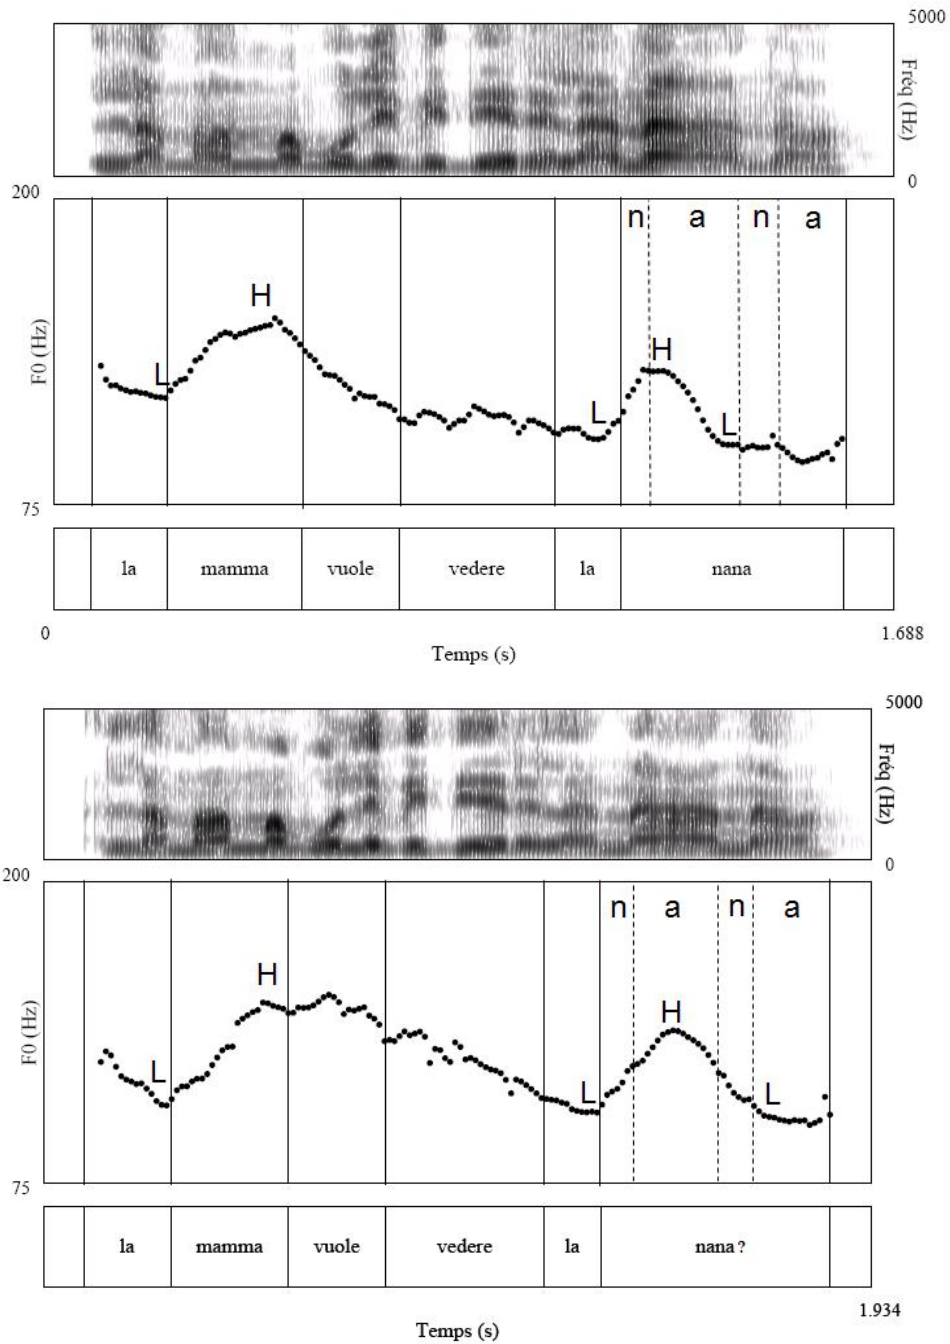 5000
Fréq (Hz)
0
200
n a n a
H
L
H
L
L
F0 (Hz)
75
la mamma vuole vedere la nana
0 1.688
Temps (s)
5000
Fréq (Hz)
0
200
n a n a
H
H
L
L
L
F0 (Hz)
75
la mamma vuole vedere la nana ?
1.934
Temps (s)